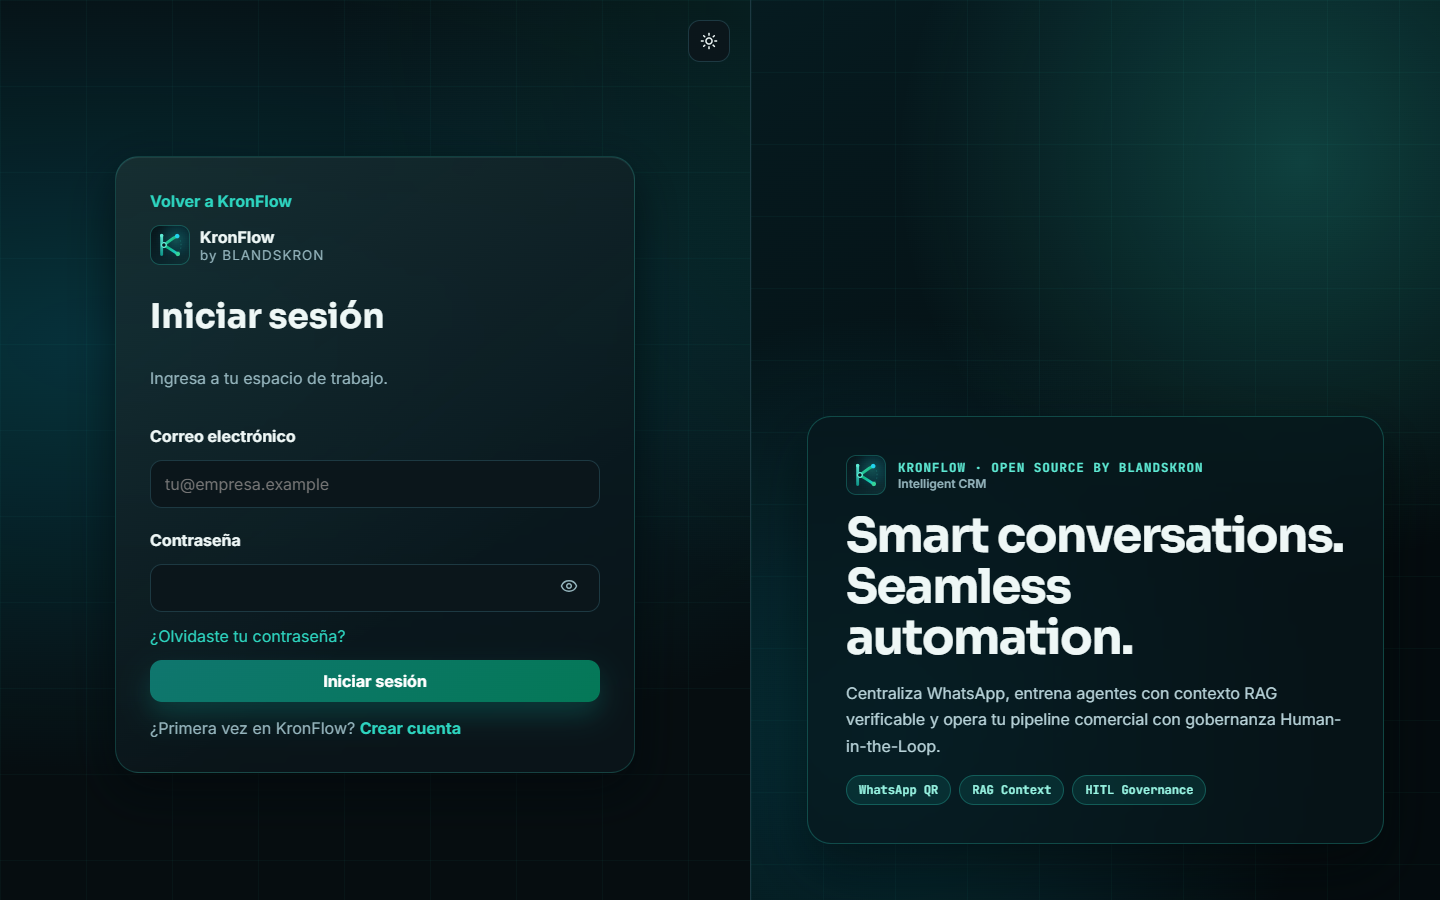 Volver a KronFlow
KronFlow
by BLANDSKRON
Iniciar sesión
Ingresa a tu espacio de trabajo.
Correo electrónico
tu@empresa.example
Contraseña
¿Olvidaste tu contraseña?
Iniciar sesión
¿Primera vez en KronFlow? Crear cuenta
KRONFLOW · OPEN SOURCE BY BLANDSKRON
Intelligent CRM
Smart conversations.
Seamless
automation.
Centraliza WhatsApp, entrena agentes con contexto RAG
verificable y opera tu pipeline comercial con gobernanza Human-
in-the-Loop.
WhatsApp QR
RAG Context
HITL Governance